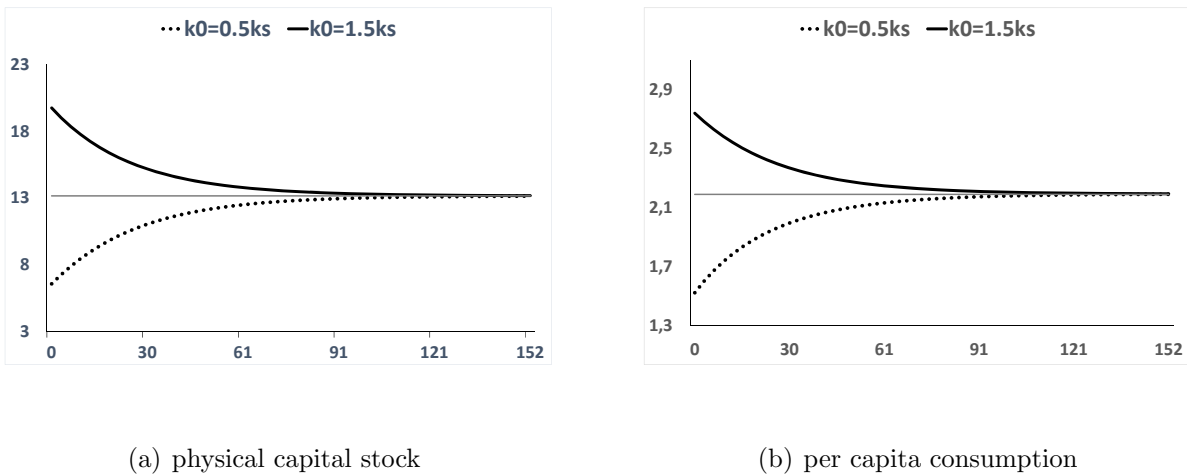 k0=0.5ks k0=1.5ks
23
18
13
8
3
0 30 61 91 121 152
(a) physical capital stock
k0=0.5ks k0=1.5ks
2,9
2,5
2,1
1,7
1,3
0 30 61 91 121 152
(b) per capita consumption